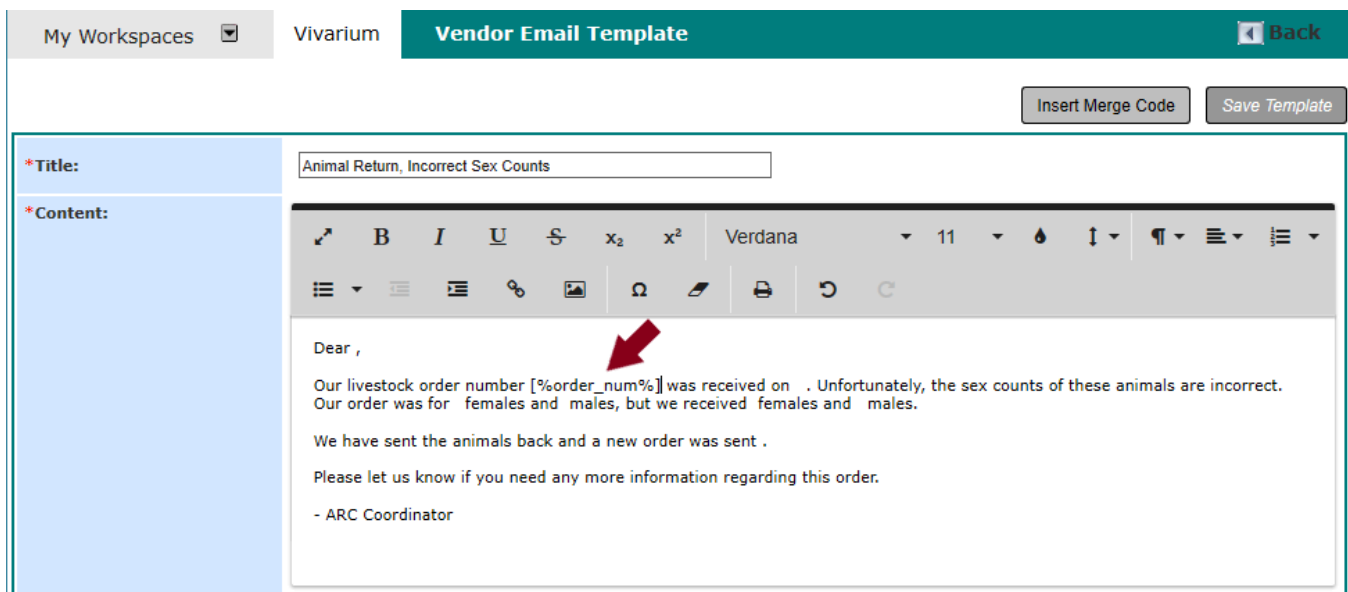 My Workspaces Vivarium Vendor Email Template Back
Insert Merge Code Save Template
*Title: Animal Return, Incorrect Sex Counts
*Content:
B I U S x₂ x² Verdana 11 ¶
Ω
Dear ,
Our livestock order number [%order_num%] was received on . Unfortunately, the sex counts of these animals are incorrect.
Our order was for females and males, but we received females and males.
We have sent the animals back and a new order was sent .
Please let us know if you need any more information regarding this order.
- ARC Coordinator